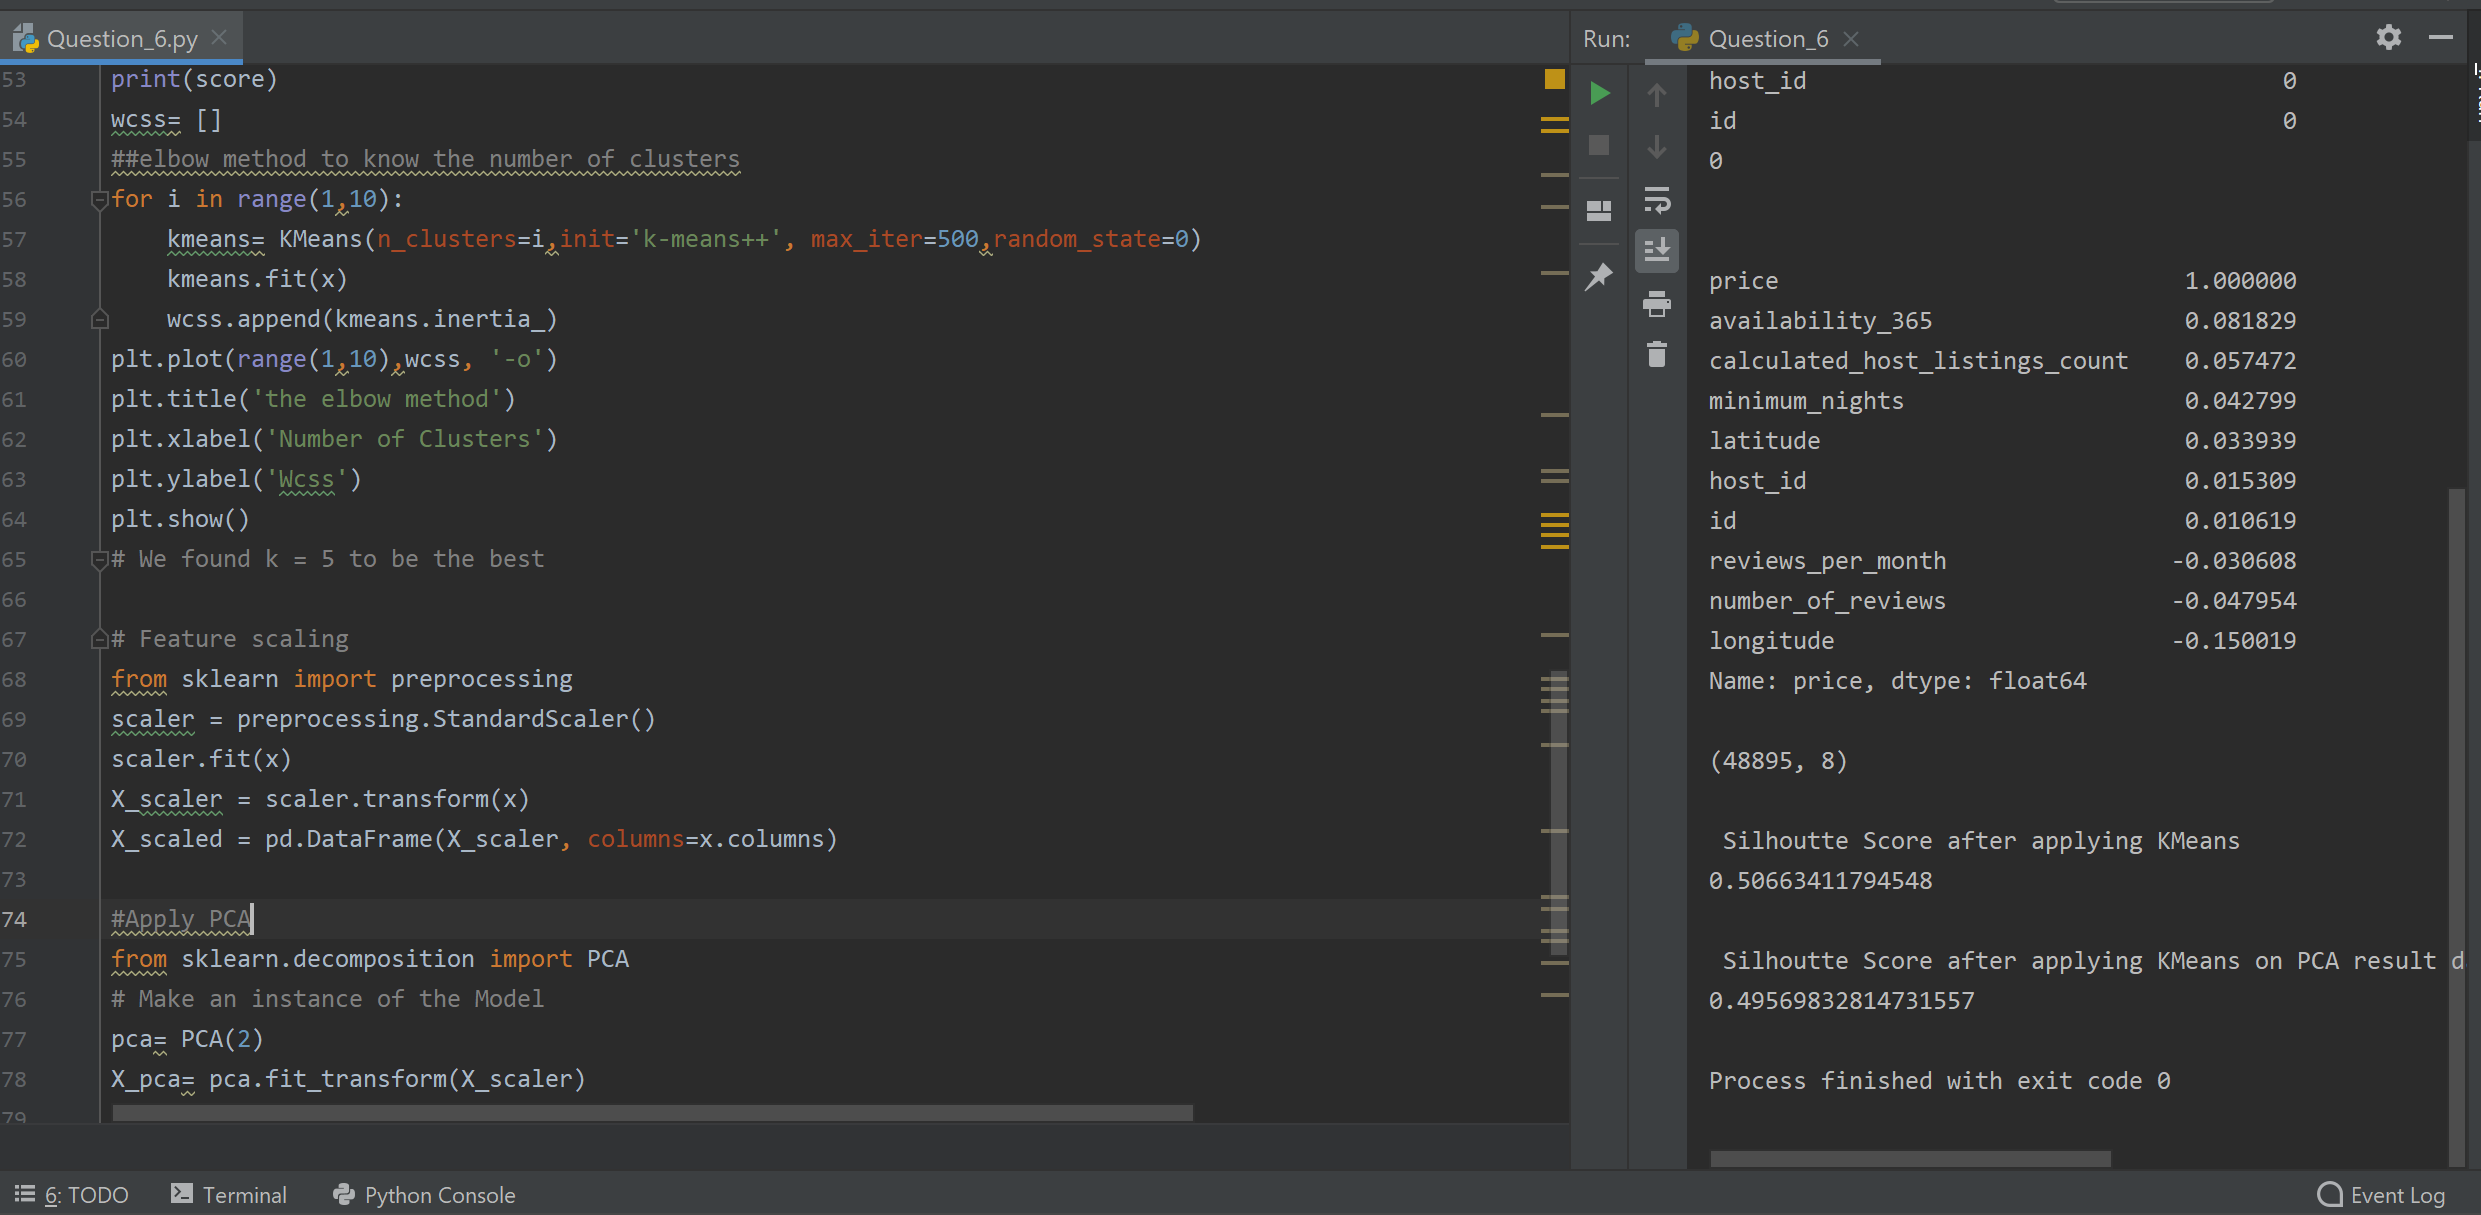 Question_6.py
53 print(score)
54 wcss= []
55 ##elbow method to know the number of clusters
56 for i in range(1,10):
57     kmeans= KMeans(n_clusters=i,init='k-means++', max_iter=500,random_state=0)
58     kmeans.fit(x)
59     wcss.append(kmeans.inertia_)
60 plt.plot(range(1,10),wcss, '-o')
61 plt.title('the elbow method')
62 plt.xlabel('Number of Clusters')
63 plt.ylabel('Wcss')
64 plt.show()
65 # We found k = 5 to be the best
66
67 # Feature scaling
68 from sklearn import preprocessing
69 scaler = preprocessing.StandardScaler()
70 scaler.fit(x)
71 X_scaler = scaler.transform(x)
72 X_scaled = pd.DataFrame(X_scaler, columns=x.columns)
73
74 #Apply PCA
75 from sklearn.decomposition import PCA
76 # Make an instance of the Model
77 pca= PCA(2)
78 X_pca= pca.fit_transform(X_scaler)
79
Run: Question_6
host_id 0
id 0
0
price 1.000000
availability_365 0.081829
calculated_host_listings_count 0.057472
minimum_nights 0.042799
latitude 0.033939
host_id 0.015309
id 0.010619
reviews_per_month -0.030608
number_of_reviews -0.047954
longitude -0.150019
Name: price, dtype: float64
(48895, 8)
Silhoutte Score after applying KMeans
0.50663411794548
Silhoutte Score after applying KMeans on PCA result d
0.49569832814731557
Process finished with exit code 0
6: TODO Terminal Python Console Event Log